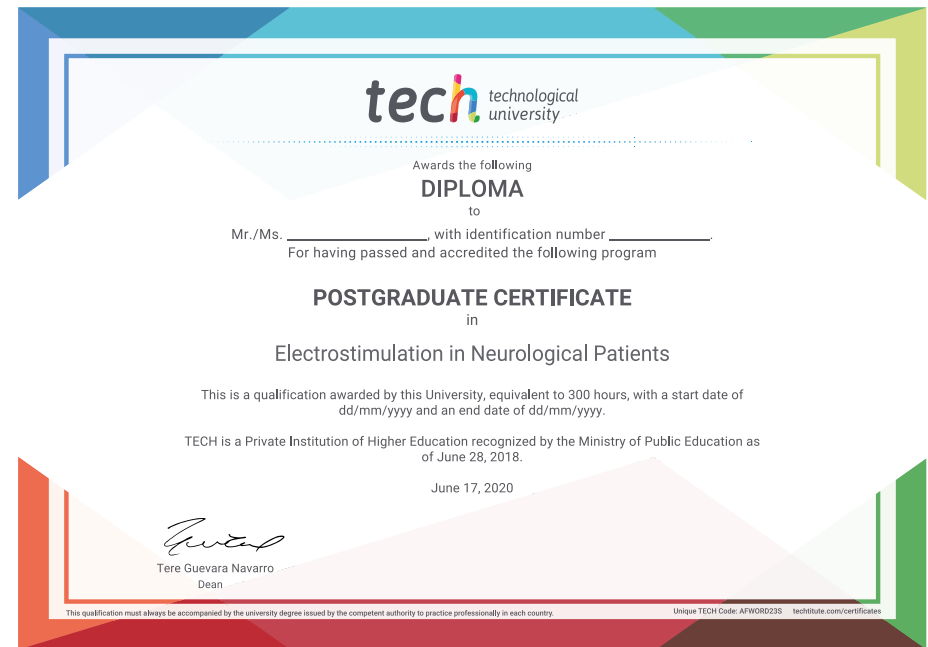 tech technological
university
Awards the following
DIPLOMA
to
Mr./Ms. ____________________, with identification number ______________.
For having passed and accredited the following program
POSTGRADUATE CERTIFICATE
in
Electrostimulation in Neurological Patients
This is a qualification awarded by this University, equivalent to 300 hours, with a start date of
dd/mm/yyyy and an end date of dd/mm/yyyy.
TECH is a Private Institution of Higher Education recognized by the Ministry of Public Education as
of June 28, 2018.
June 17, 2020
Tere Guevara Navarro
Dean
This qualification must always be accompanied by the university degree issued by the competent authority to practice professionally in each country.
Unique TECH Code: AFWORD23S techtitute.com/certificates